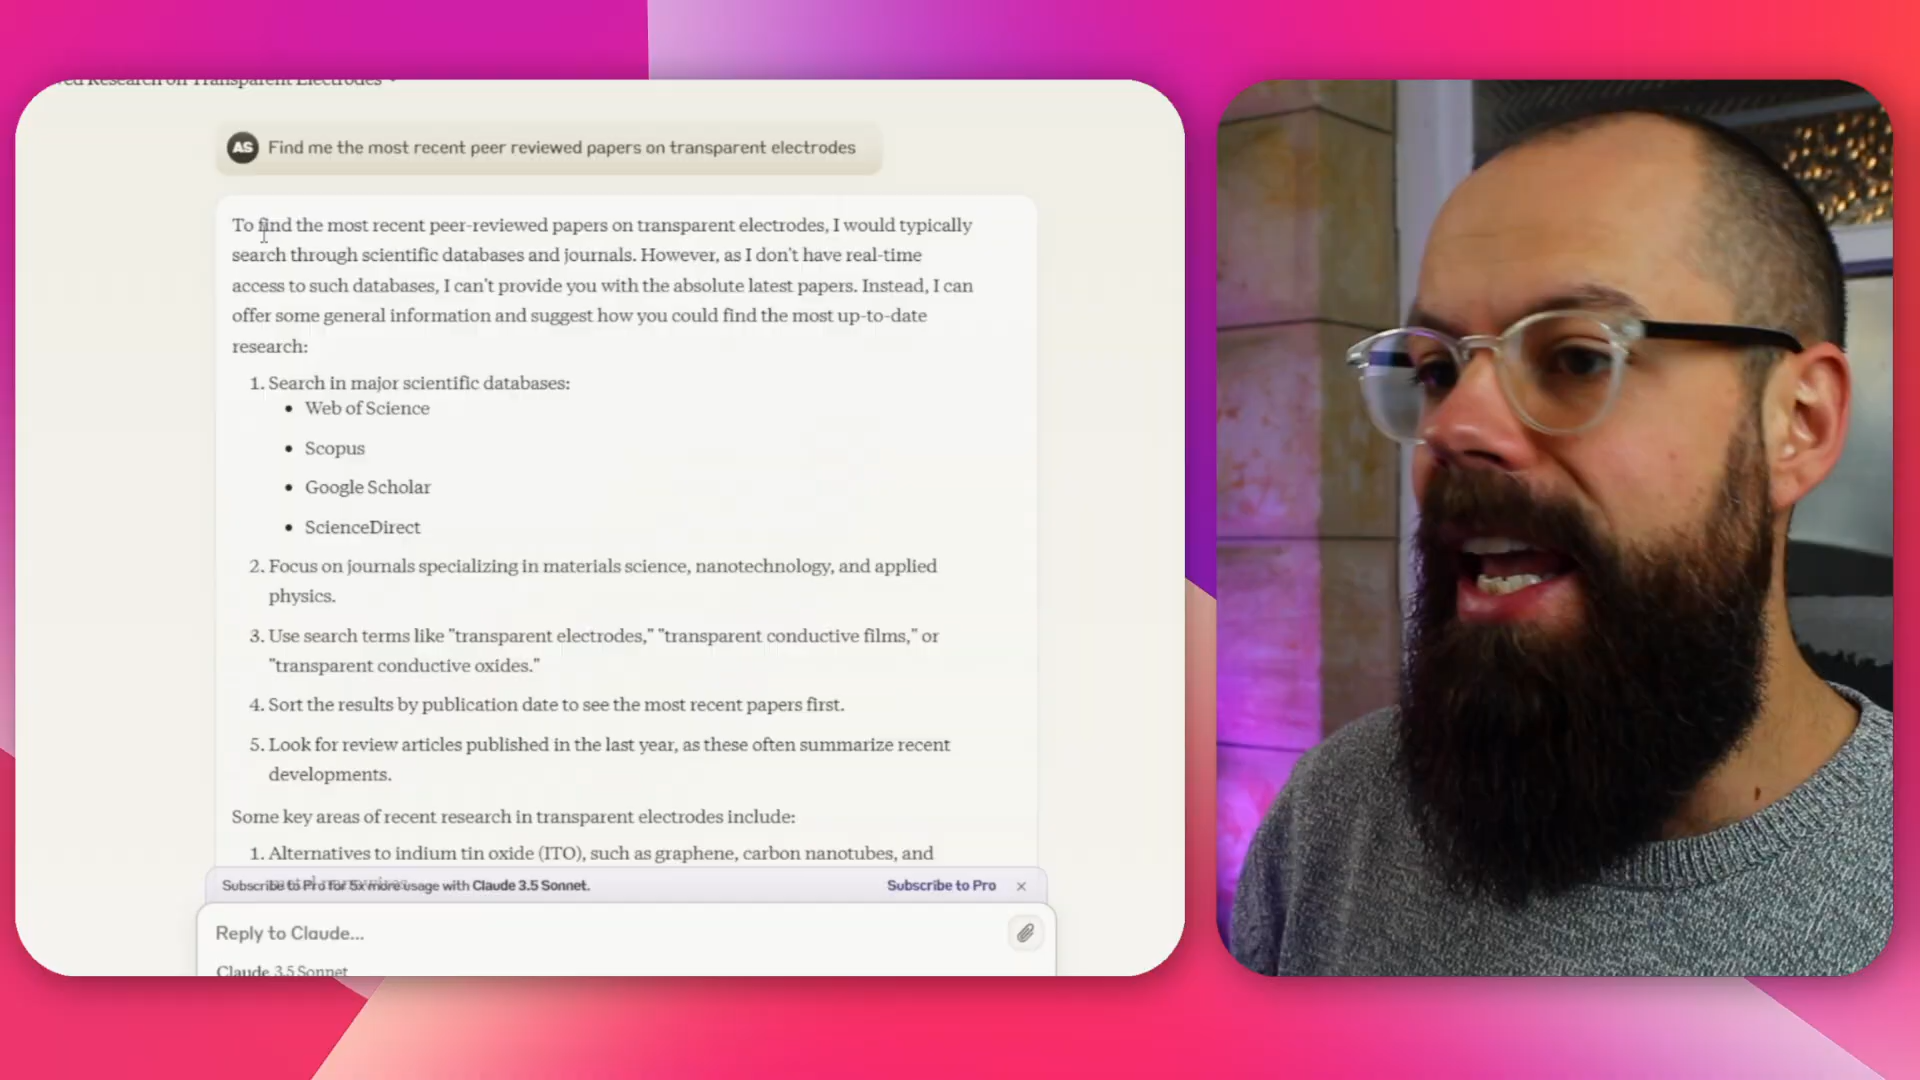 Research on Transparent Electrodes
AS Find me the most recent peer reviewed papers on transparent electrodes
To find the most recent peer-reviewed papers on transparent electrodes, I would typically
search through scientific databases and journals. However, as I don't have real-time
access to such databases, I can't provide you with the absolute latest papers. Instead, I can
offer some general information and suggest how you could find the most up-to-date
research:
1. Search in major scientific databases:
• Web of Science
• Scopus
• Google Scholar
• ScienceDirect
2. Focus on journals specializing in materials science, nanotechnology, and applied
physics.
3. Use search terms like "transparent electrodes," "transparent conductive films," or
"transparent conductive oxides."
4. Sort the results by publication date to see the most recent papers first.
5. Look for review articles published in the last year, as these often summarize recent
developments.
Some key areas of recent research in transparent electrodes include:
1. Alternatives to indium tin oxide (ITO), such as graphene, carbon nanotubes, and
Subscribe to Pro for 5x more usage with Claude 3.5 Sonnet. Subscribe to Pro ×
Reply to Claude...
Claude 3.5 Sonnet